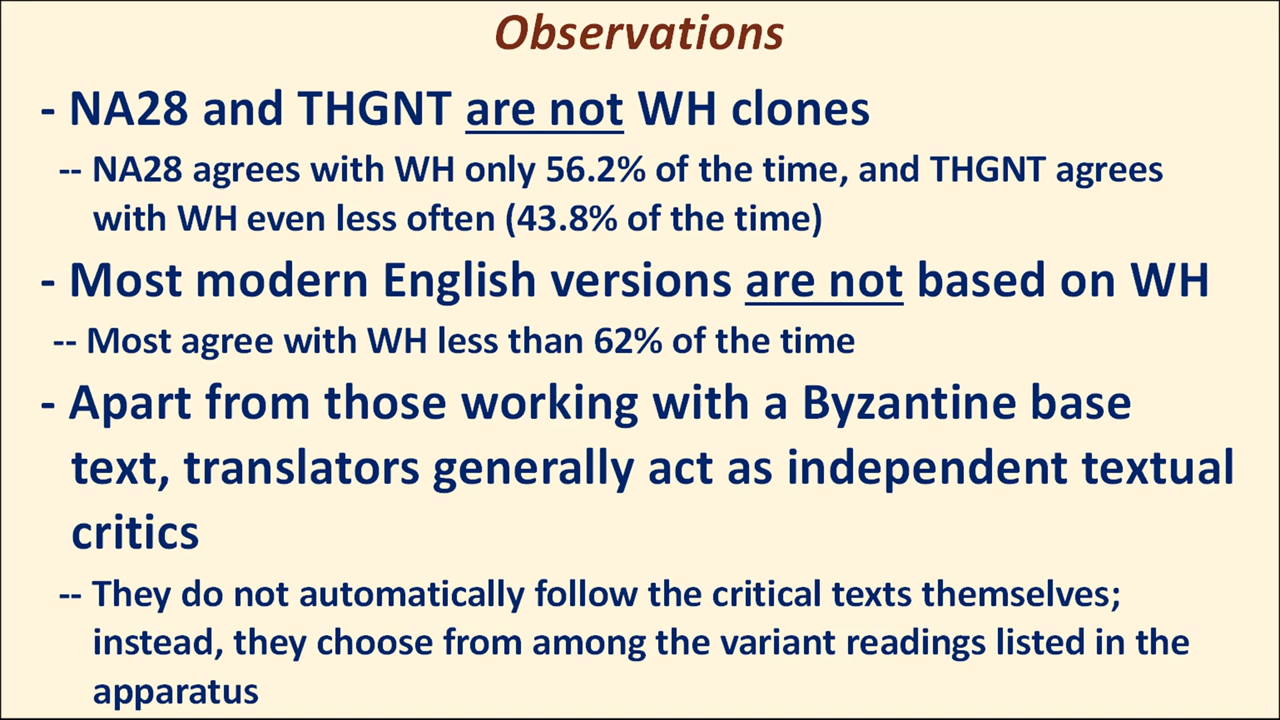 Observations
- NA28 and THGNT are not WH clones
-- NA28 agrees with WH only 56.2% of the time, and THGNT agrees
with WH even less often (43.8% of the time)
- Most modern English versions are not based on WH
-- Most agree with WH less than 62% of the time
- Apart from those working with a Byzantine base
text, translators generally act as independent textual
critics
-- They do not automatically follow the critical texts themselves;
instead, they choose from among the variant readings listed in the
apparatus